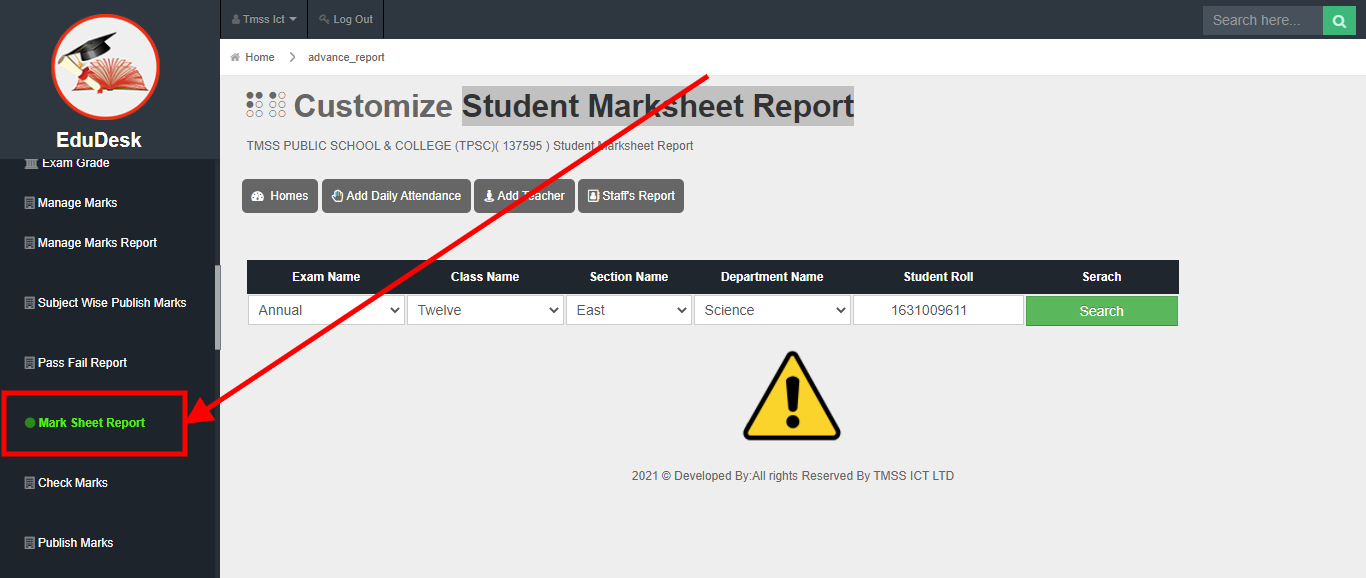 EduDesk
Exam Grade
Manage Marks
Manage Marks Report
Subject Wise Publish Marks
Pass Fail Report
Mark Sheet Report
Check Marks
Publish Marks
Tmss Ict Log Out Search here...
Home advance_report
Customize Student Marksheet Report
TMSS PUBLIC SCHOOL & COLLEGE (TPSC)( 137595 ) Student Marksheet Report
Homes Add Daily Attendance Add Teacher Staff's Report
Exam Name Class Name Section Name Department Name Student Roll Serach
Annual Twelve East Science 1631009611 Search
2021 © Developed By:All rights Reserved By TMSS ICT LTD